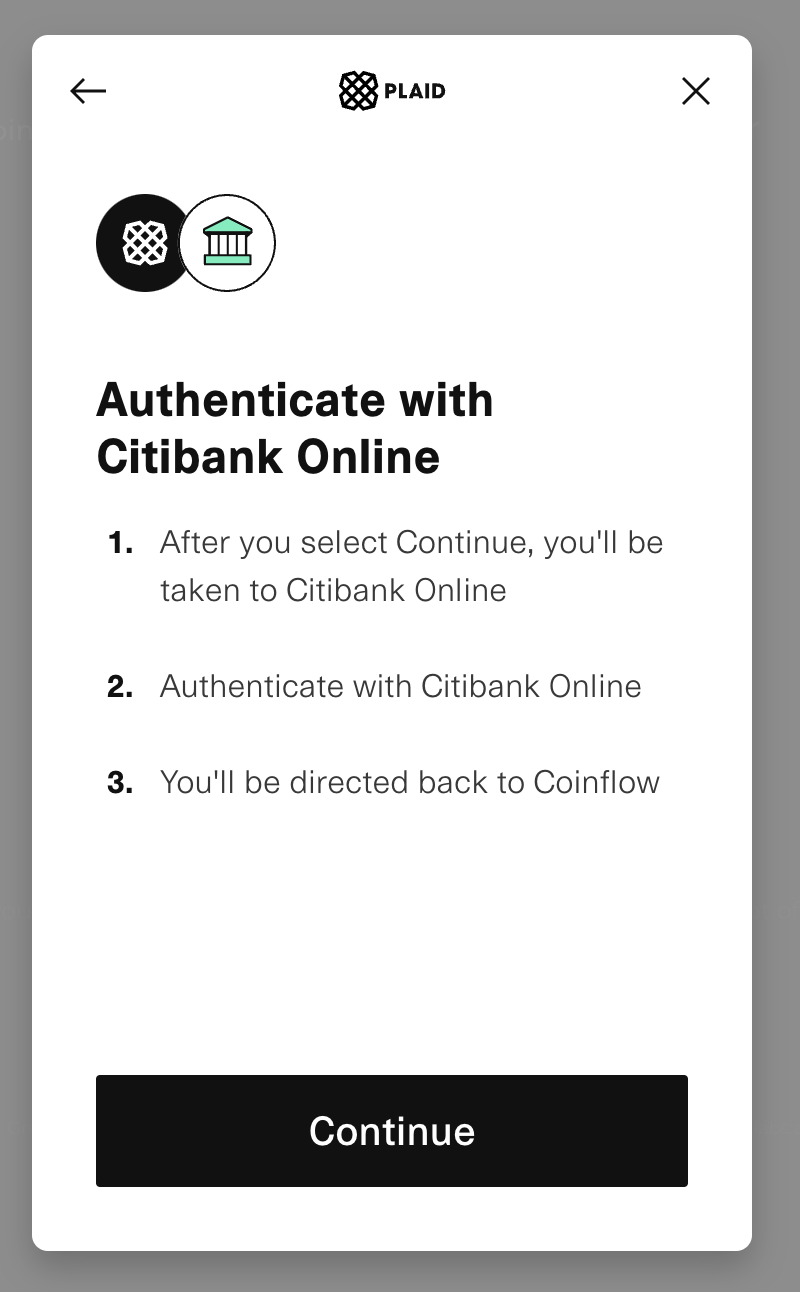 PLAID
Authenticate with
Citibank Online
1. After you select Continue, you'll be
taken to Citibank Online
2. Authenticate with Citibank Online
3. You'll be directed back to Coinflow
Continue